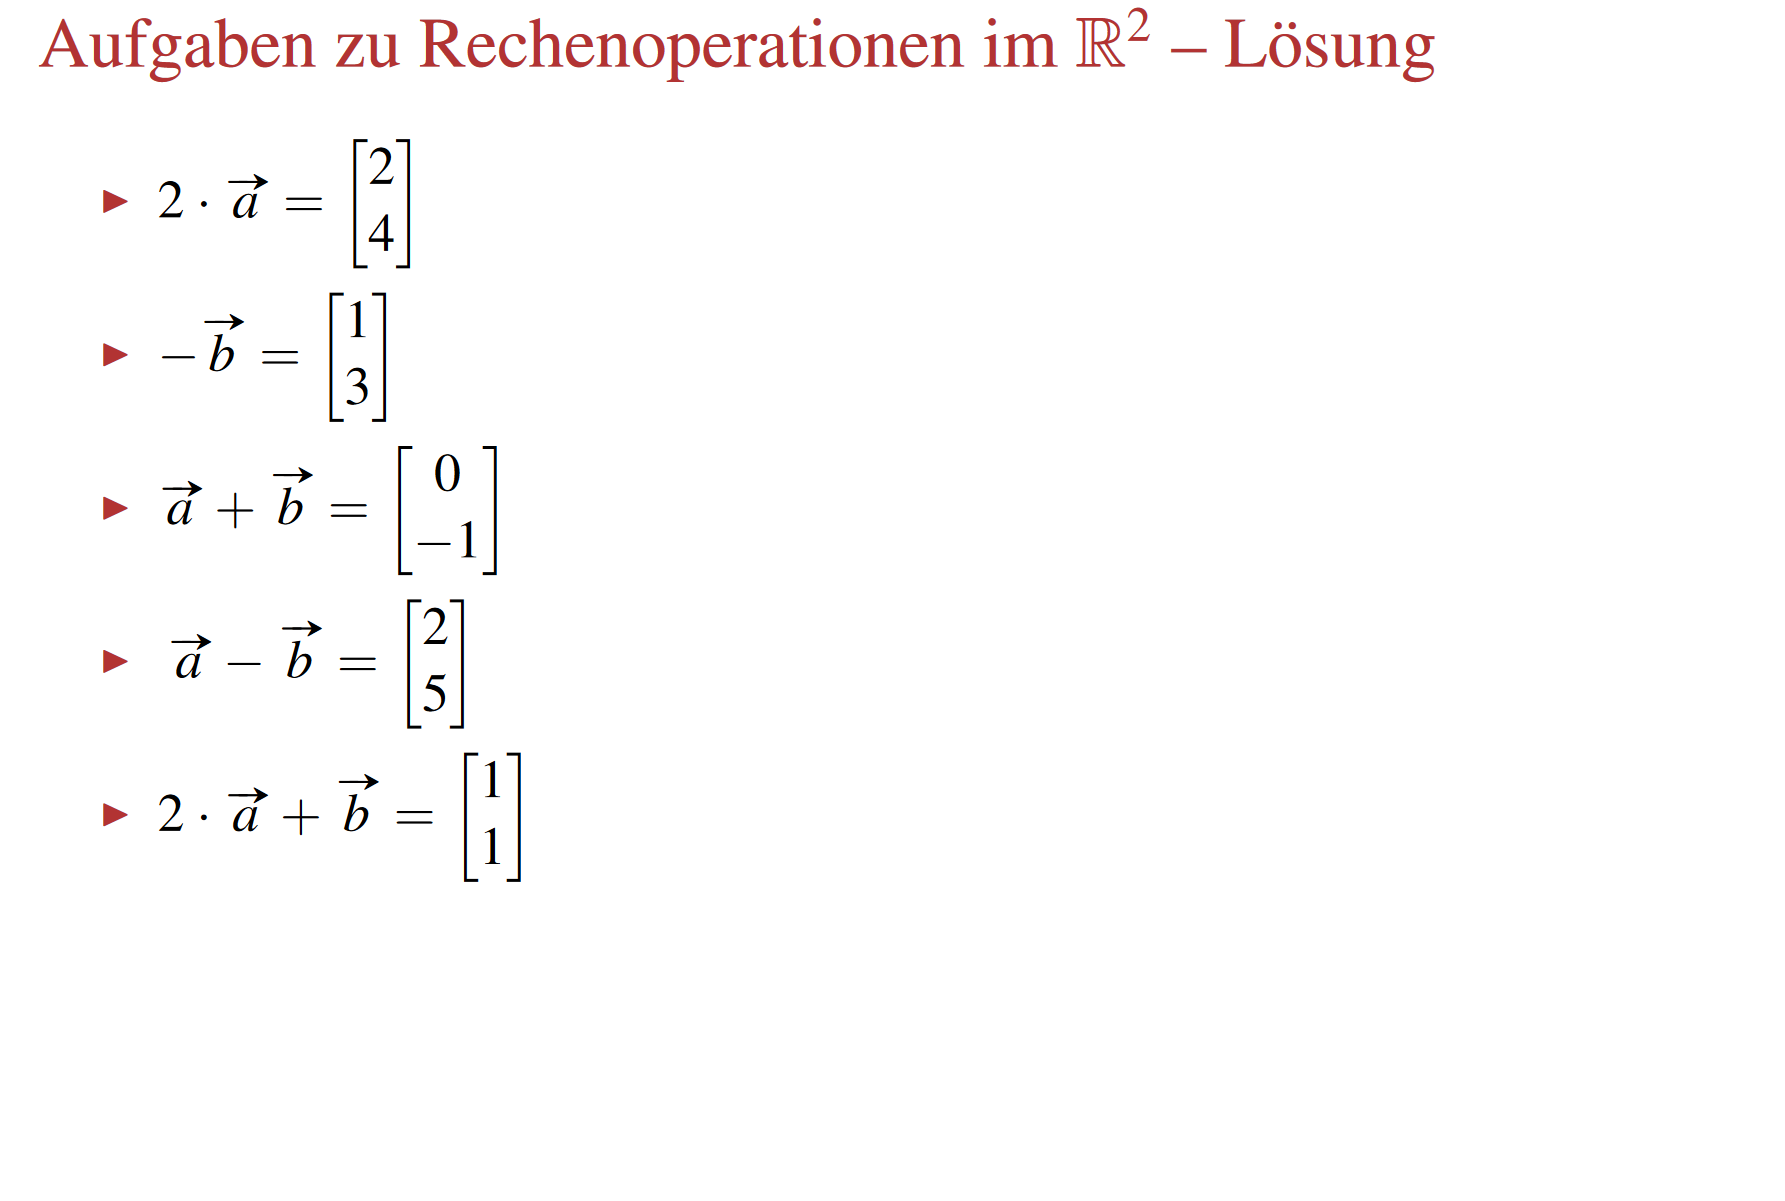 Aufgaben zu Rechenoperationen im ℝ² – Lösung
▶ 2 · a⃗ = [2 4]
▶ −b⃗ = [1 3]
▶ a⃗ + b⃗ = [0 −1]
▶ a⃗ − b⃗ = [2 5]
▶ 2 · a⃗ + b⃗ = [1 1]